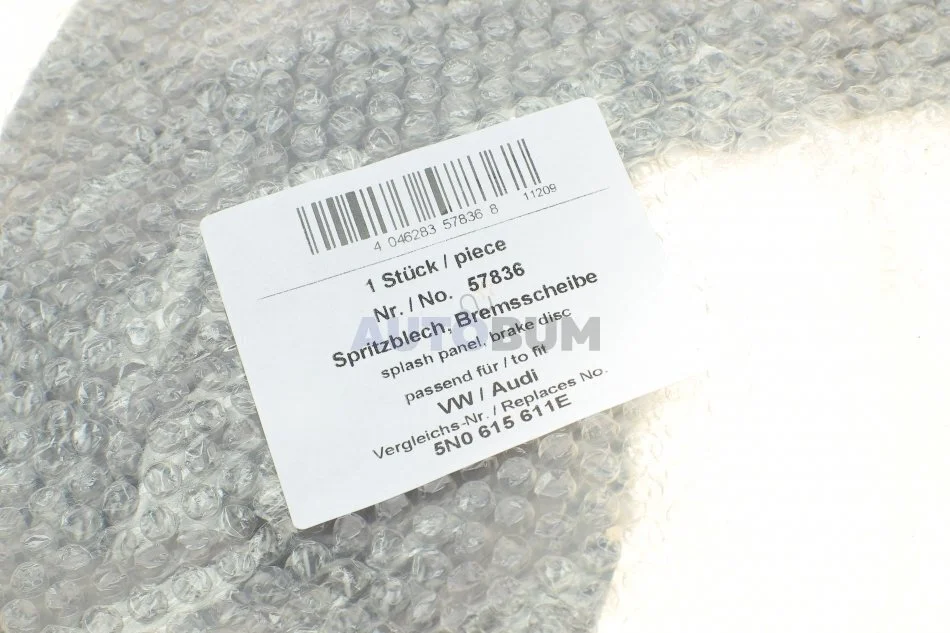 4 046283 57836 8 11209
1 Stück / piece
Nr. / No. 57836
Spritzblech, Bremsscheibe
AUTOBUM
splash panel, brake disc
passend für / to fit
VW / Audi
Vergleichs-Nr. / Replaces No.
5N0 615 611E